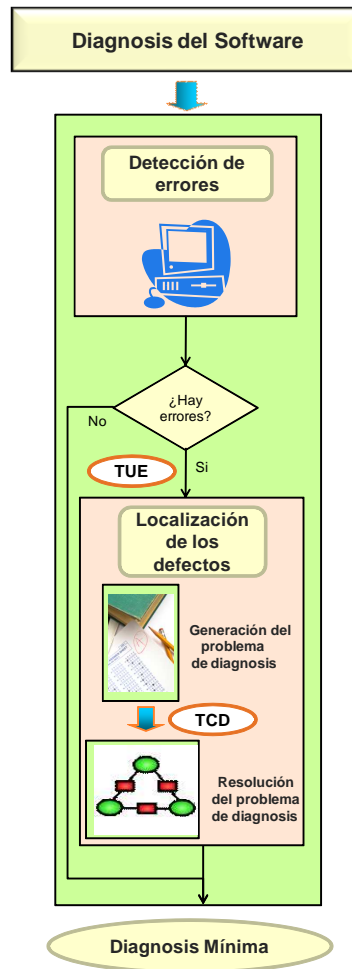 Diagnosis del Software
Detección de
errores
¿Hay
errores?
No
Si
TUE
Localización
de los
defectos
Generación del
problema
de diagnosis
TCD
Resolución
del problema
de diagnosis
Diagnosis Mínima